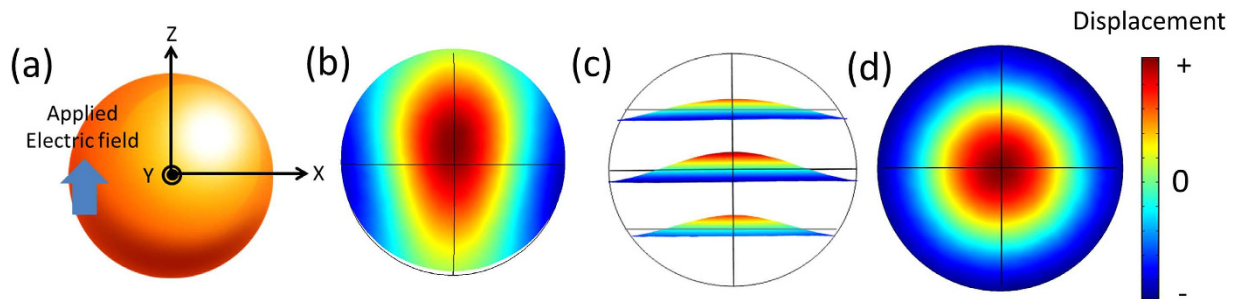 (a)
Z
Applied
Electric field
Y
X
(b)
(c)
(d)
Displacement
+
0
-